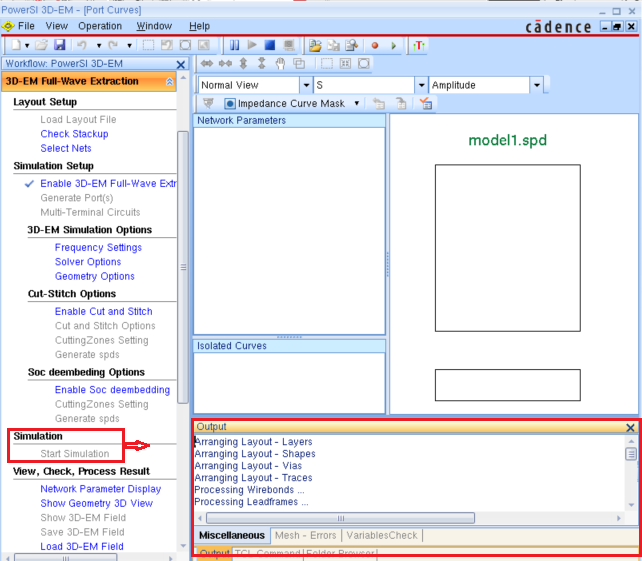 PowerSI 3D-EM - [Port Curves]
File View Operation Window Help
cādence
Workflow: PowerSI 3D-EM
3D-EM Full-Wave Extraction
Layout Setup
Load Layout File
Check Stackup
Select Nets
Simulation Setup
Enable 3D-EM Full-Wave Extr
Generate Port(s)
Multi-Terminal Circuits
3D-EM Simulation Options
Frequency Settings
Solver Options
Geometry Options
Cut-Stitch Options
Enable Cut and Stitch
Cut and Stitch Options
CuttingZones Setting
Generate spds
Soc deembeding Options
Enable Soc deembedding
CuttingZones Setting
Generate spds
Simulation
Start Simulation
View, Check, Process Result
Network Parameter Display
Show Geometry 3D View
Show 3D-EM Field
Save 3D-EM Field
Load 3D-EM Field
Normal View
S
Amplitude
Impedance Curve Mask
Network Parameters
Isolated Curves
model1.spd
Output
Arranging Layout - Layers
Arranging Layout - Shapes
Arranging Layout - Vias
Arranging Layout - Traces
Processing Wirebonds ...
Processing Leadframes ...
Miscellaneous Mesh - Errors VariablesCheck
Output TCL Command Folder Browser